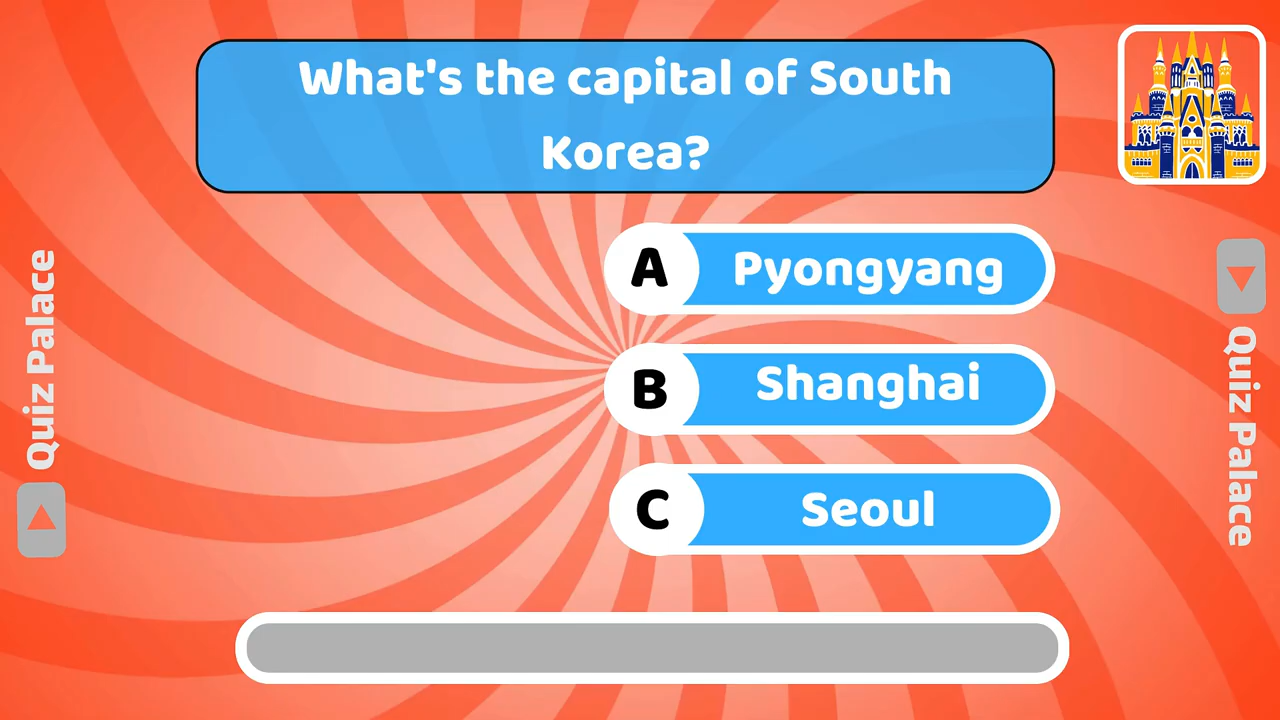 What's the capital of South
Korea?
A Pyongyang
B Shanghai
C Seoul
Quiz Palace
Quiz Palace